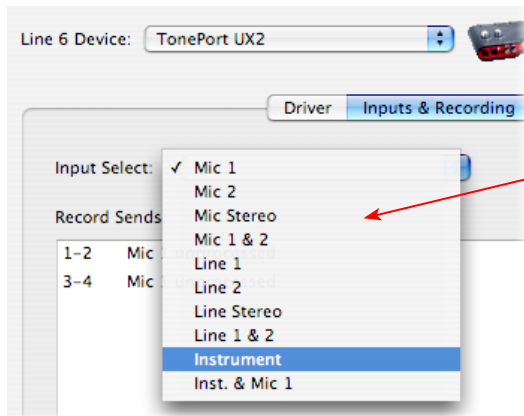 Line 6 Device: TonePort UX2
Driver Inputs & Recording
Input Select: ✓ Mic 1
Mic 2
Mic Stereo
Record Sends
Mic 1 & 2
1-2 Mic
Line 1
3-4 Mic
Line 2
Line Stereo
Line 1 & 2
Instrument
Inst. & Mic 1